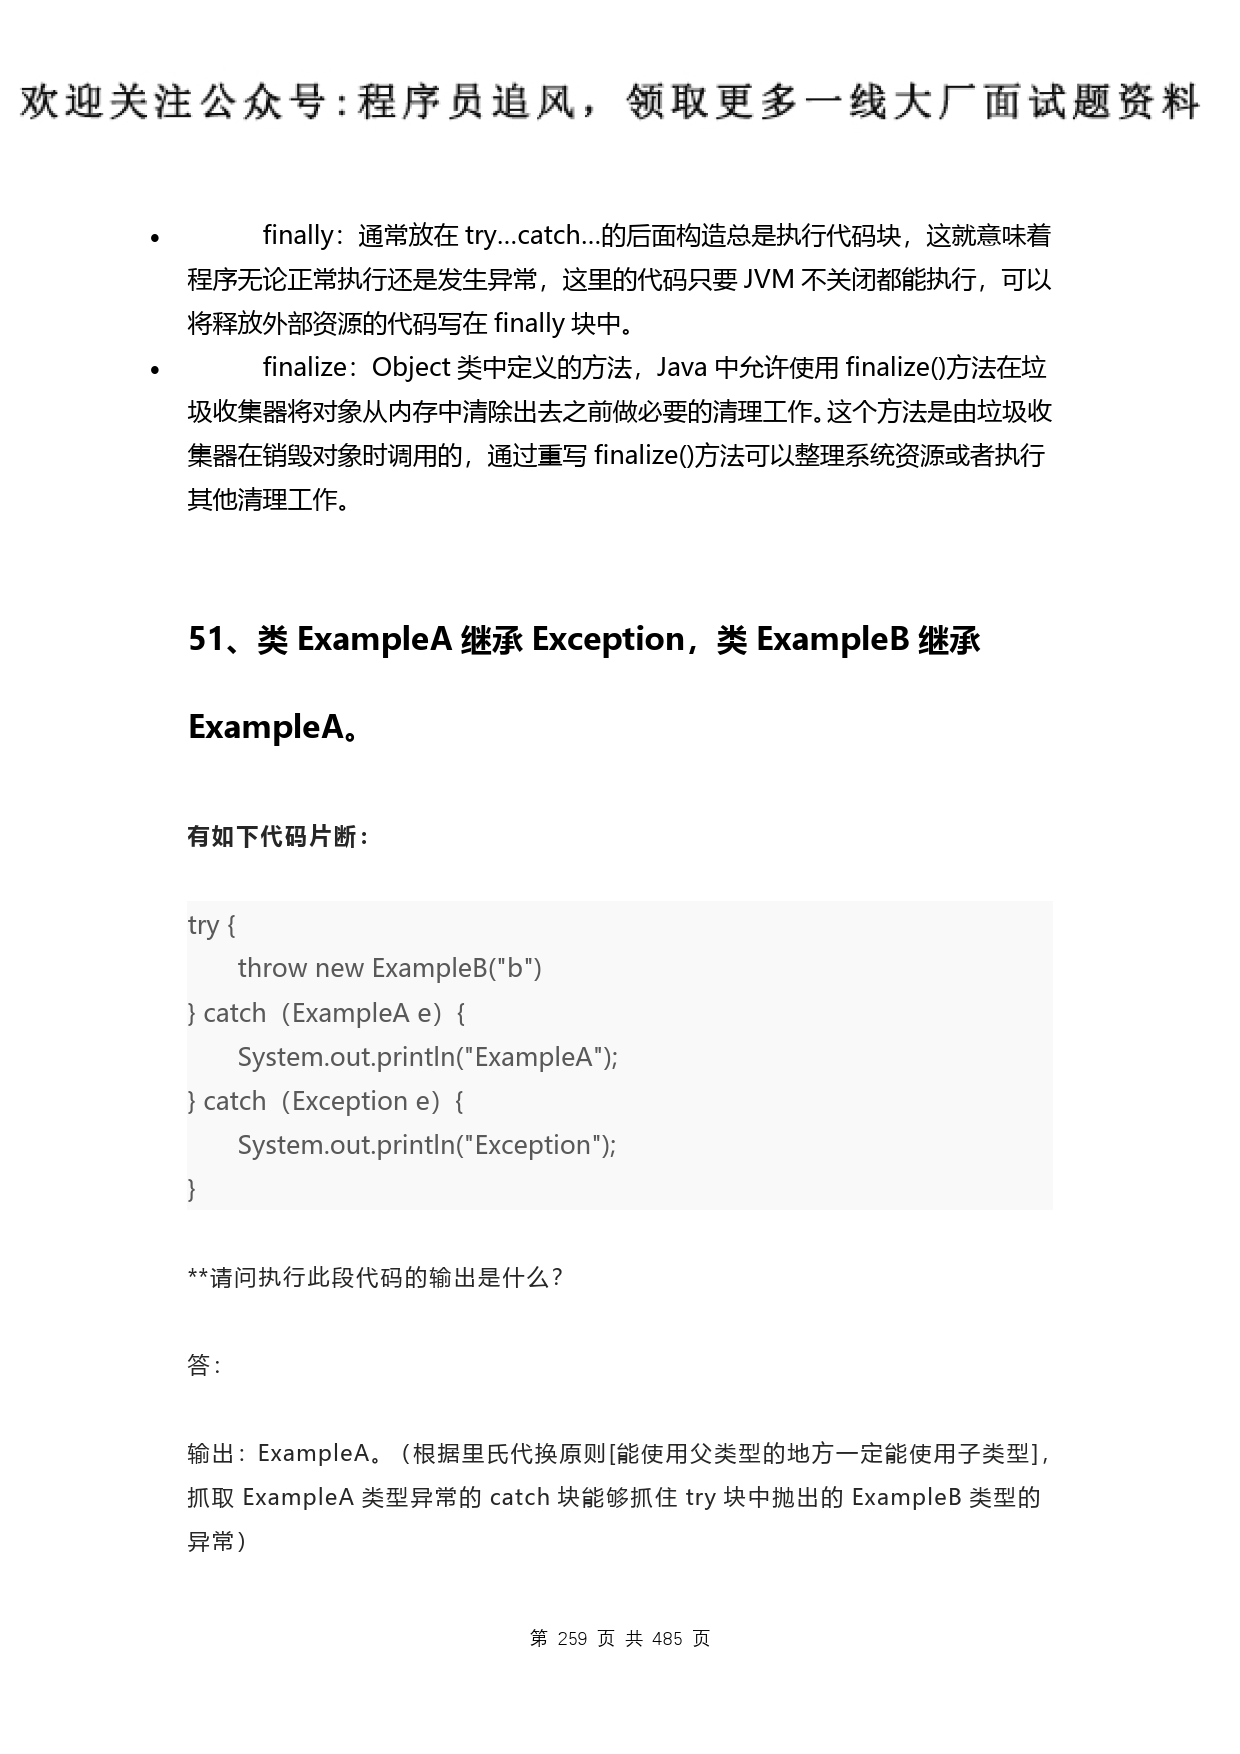 欢迎关注公众号:程序员追风，领取更多一线大厂面试题资料
• finally：通常放在 try…catch…的后面构造总是执行代码块，这就意味着
程序无论正常执行还是发生异常，这里的代码只要 JVM 不关闭都能执行，可以
将释放外部资源的代码写在 finally 块中。
• finalize：Object 类中定义的方法，Java 中允许使用 finalize()方法在垃
圾收集器将对象从内存中清除出去之前做必要的清理工作。这个方法是由垃圾收
集器在销毁对象时调用的，通过重写 finalize()方法可以整理系统资源或者执行
其他清理工作。
51、类 ExampleA 继承 Exception，类 ExampleB 继承
ExampleA。
有如下代码片断：
try {
throw new ExampleB("b")
} catch（ExampleA e）{
System.out.println("ExampleA");
} catch（Exception e）{
System.out.println("Exception");
}
**请问执行此段代码的输出是什么？
答：
输出：ExampleA。（根据里氏代换原则[能使用父类型的地方一定能使用子类型]，
抓取 ExampleA 类型异常的 catch 块能够抓住 try 块中抛出的 ExampleB 类型的
异常）
第 259 页 共 485 页